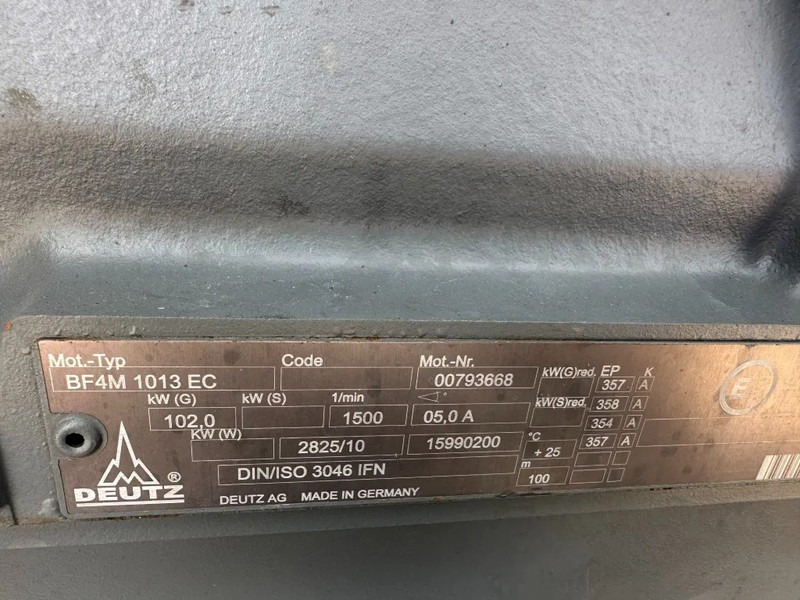 Mot.-Typ Code Mot.-Nr. kW(G)red. EP K
BF4M 1013 EC 00793668 357 A
kW (G) kW (S) 1/min kW(S)red. 358 A
102,0 1500 05,0 A 354 A
KW (W) 2825/10 15990200 °C 357 A
+ 25
DIN/ISO 3046 IFN m
100
DEUTZ ® DEUTZ AG MADE IN GERMANY
E